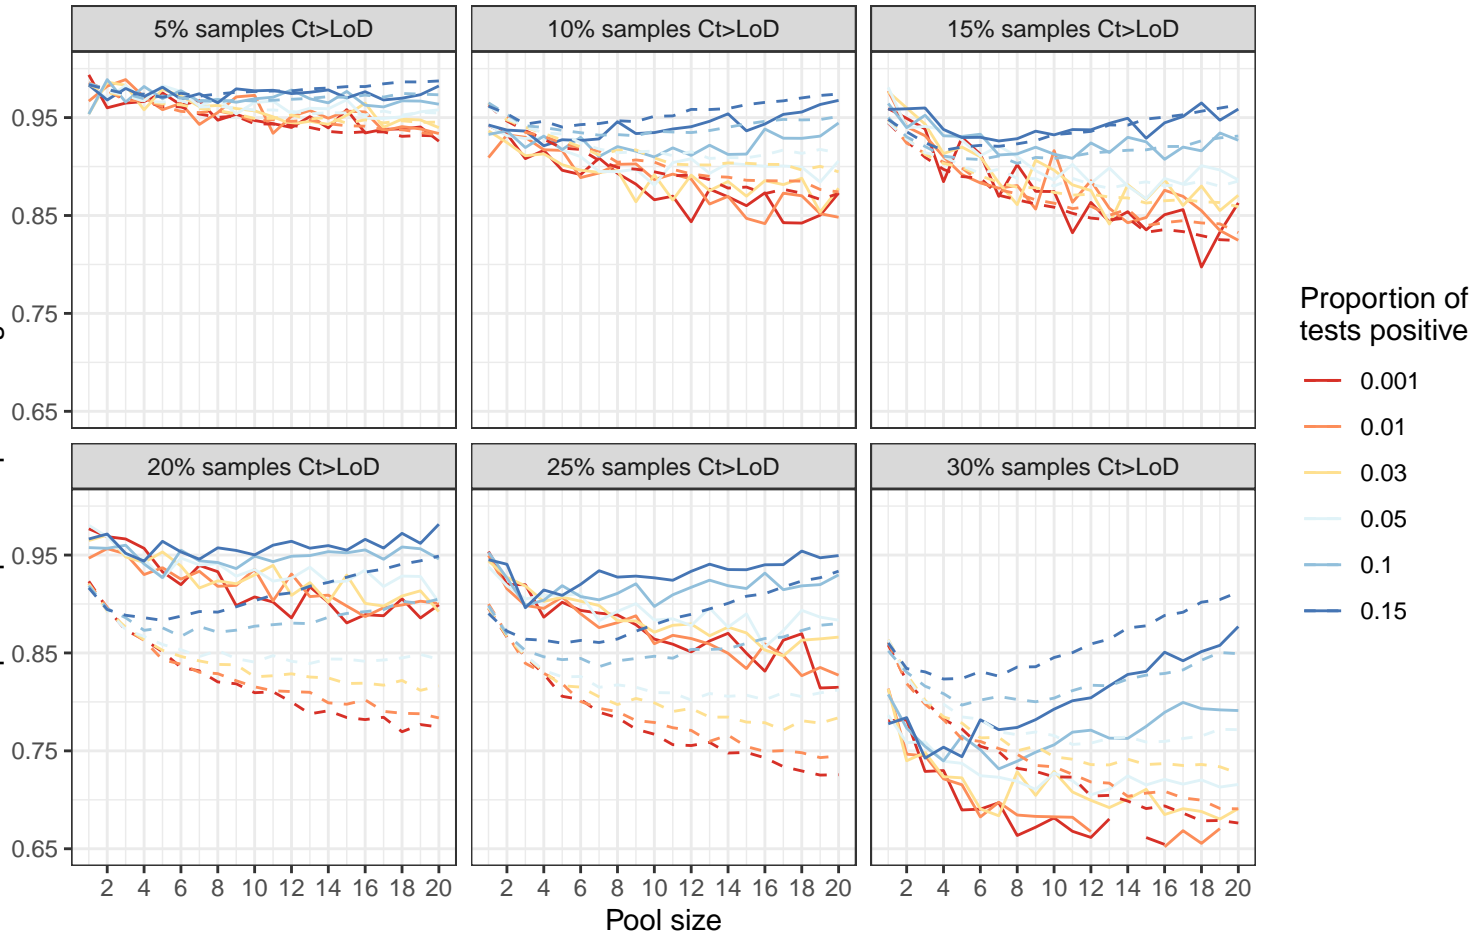 5% samples Ct>LoD
10% samples Ct>LoD
15% samples Ct>LoD
0.95
0.85
0.75
0.65
20% samples Ct>LoD
25% samples Ct>LoD
30% samples Ct>LoD
0.95
0.85
0.75
0.65
2 4 6 8 10 12 14 16 18 20
2 4 6 8 10 12 14 16 18 20
2 4 6 8 10 12 14 16 18 20
Pool size
Proportion of
tests positive
0.001
0.01
0.03
0.05
0.1
0.15